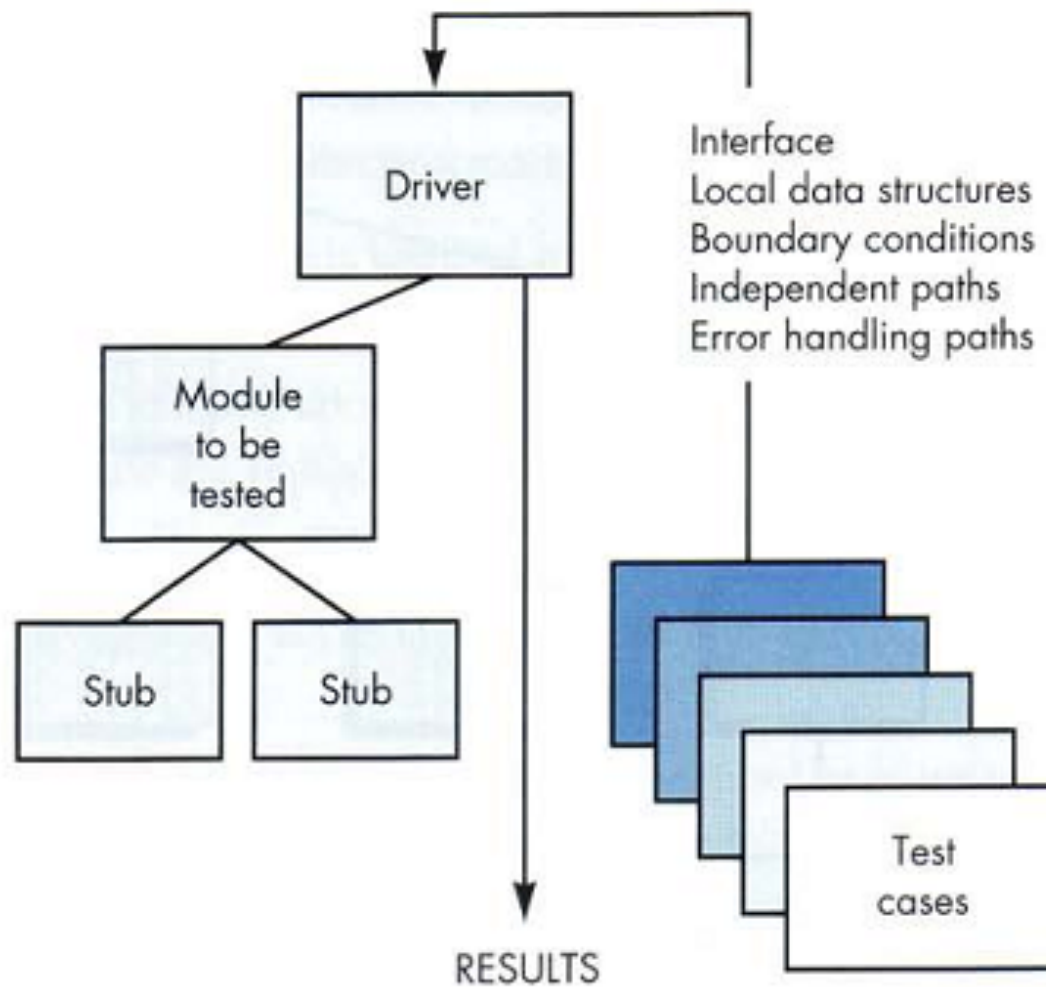 Driver
Interface
Local data structures
Boundary conditions
Independent paths
Error handling paths
Module
to be
tested
Stub
Stub
Test
cases
RESULTS